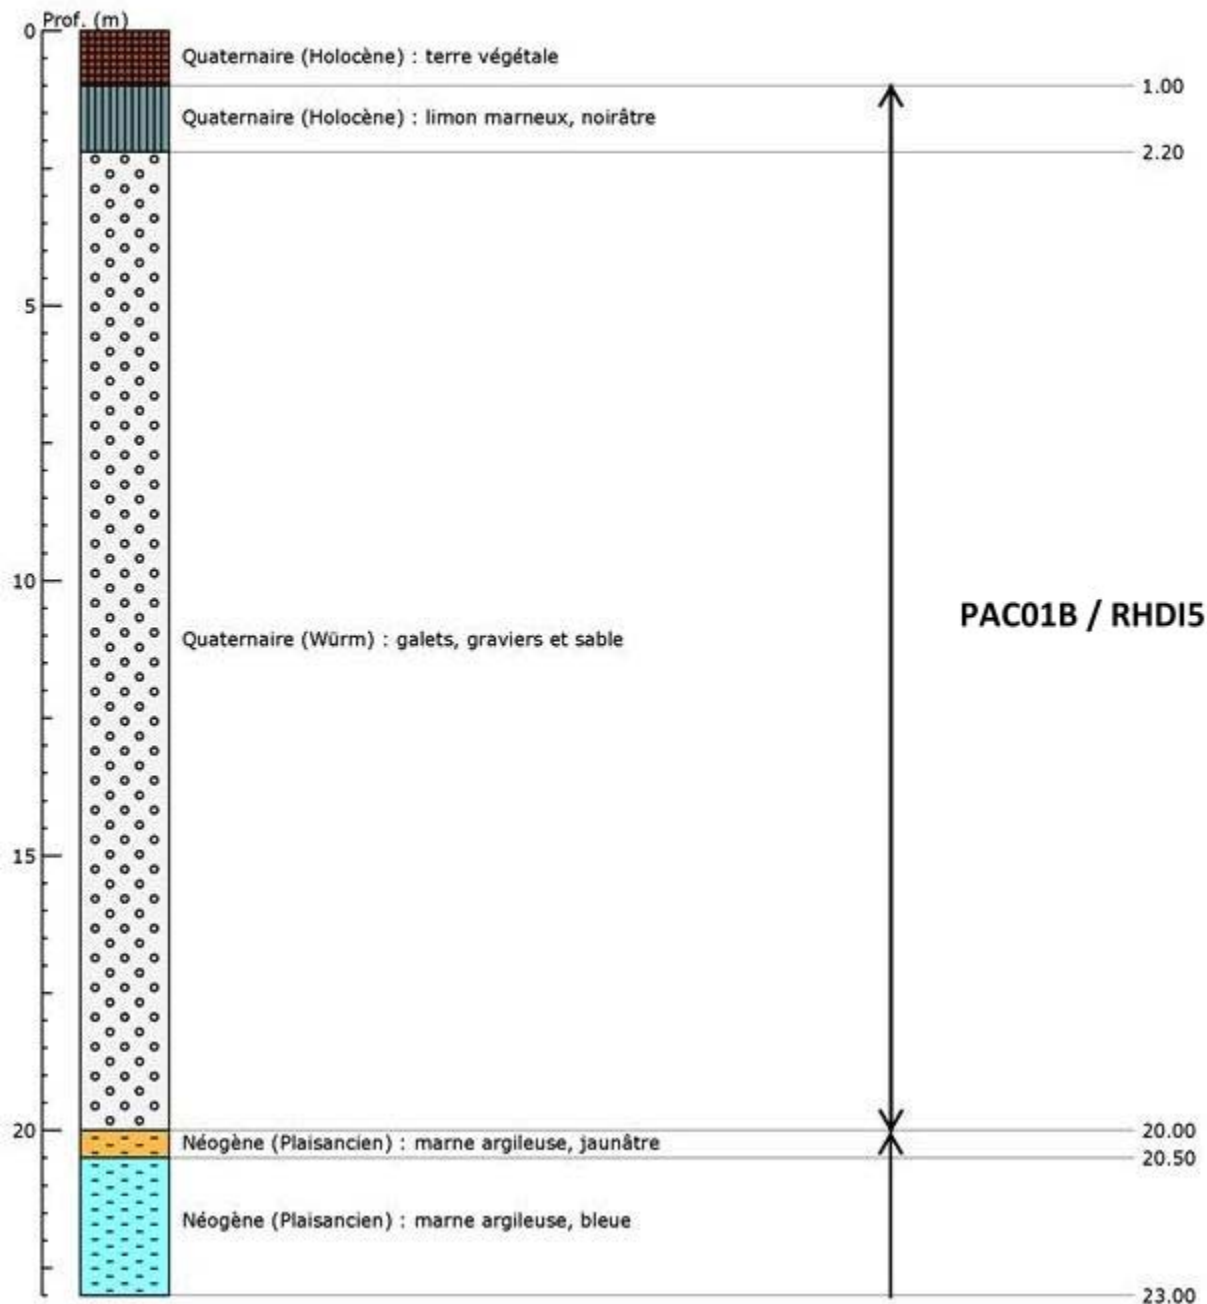 Prof. (m)
0
Quaternaire (Holocène) : terre végétale
1.00
Quaternaire (Holocène) : limon marneux, noirâtre
2.20
5
10
PAC01B / RHDI5
Quaternaire (Würm) : galets, graviers et sable
15
20
20.00
Néogène (Plaisancien) : marne argileuse, jaunâtre
20.50
Néogène (Plaisancien) : marne argileuse, bleue
23.00